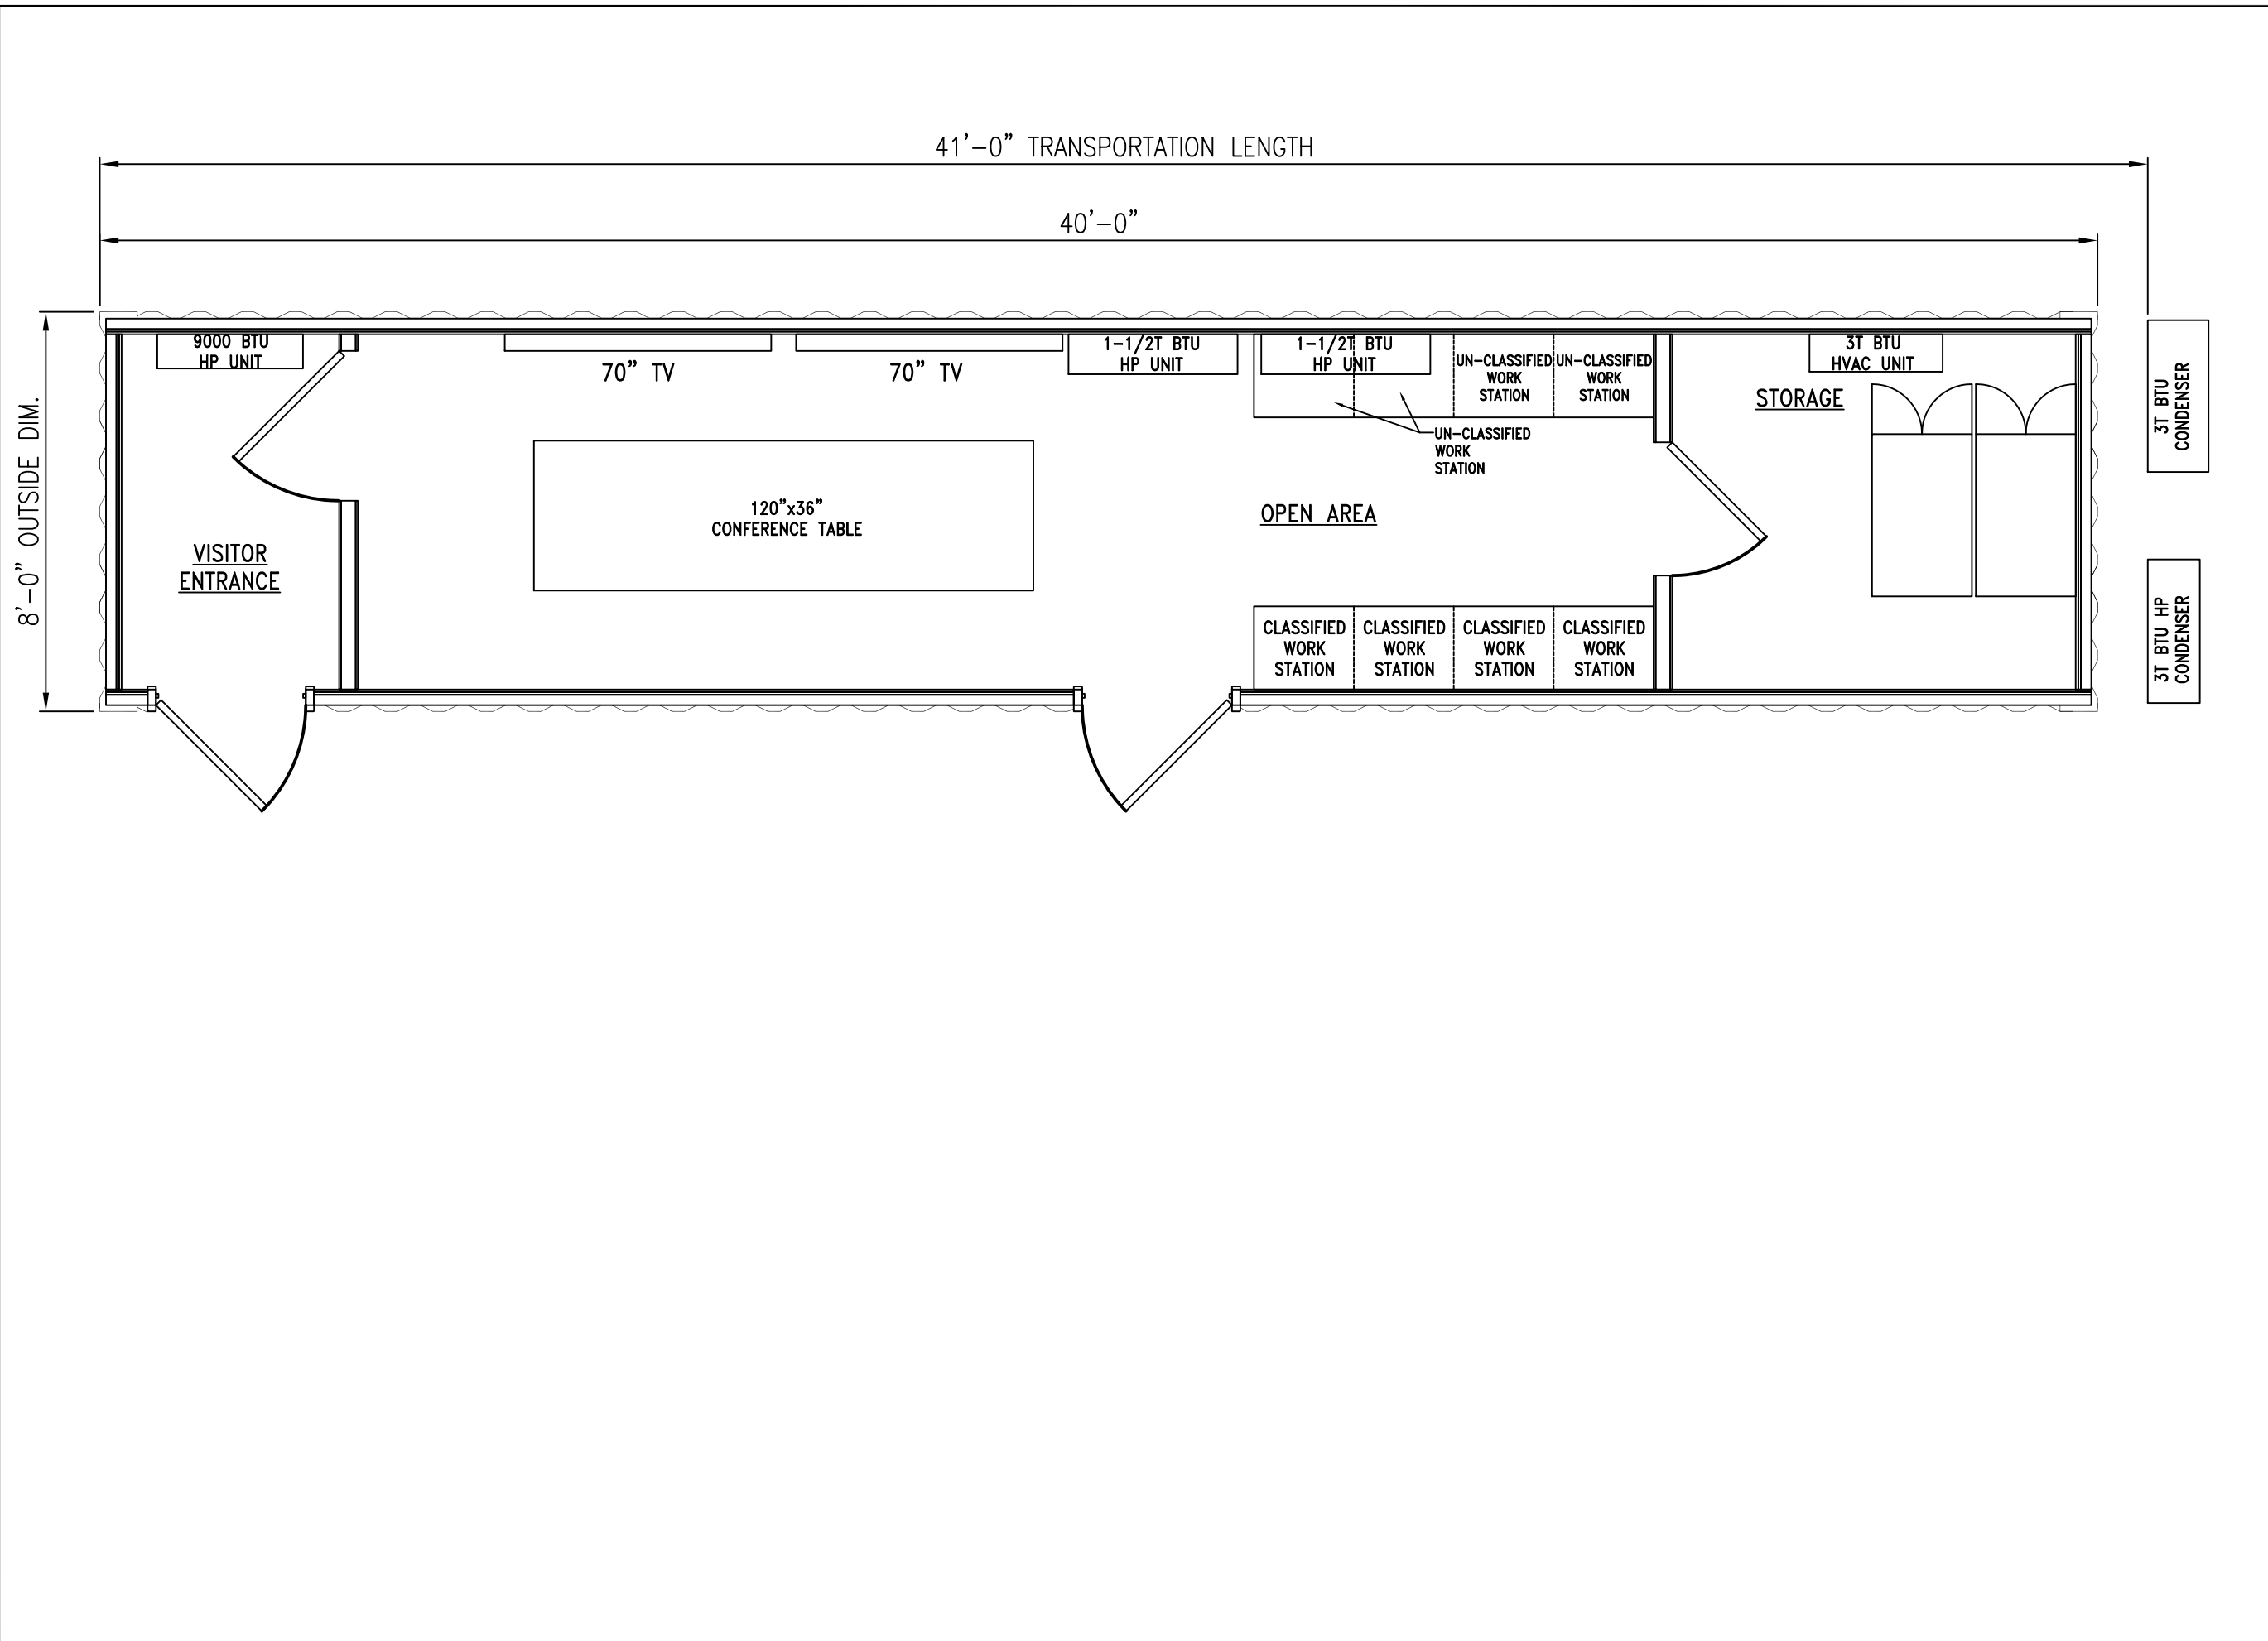 41'-0" TRANSPORTATION LENGTH
40'-0"
8'-0" OUTSIDE DIM.
9000 BTU
HP UNIT
70" TV
70" TV
1-1/2T BTU
HP UNIT
1-1/2T BTU
HP UNIT
UN-CLASSIFIED
WORK
STATION
UN-CLASSIFIED
WORK
STATION
UN-CLASSIFIED
WORK
STATION
3T BTU
HVAC UNIT
STORAGE
3T BTU
CONDENSER
120"x36"
CONFERENCE TABLE
OPEN AREA
VISITOR
ENTRANCE
CLASSIFIED
WORK
STATION
CLASSIFIED
WORK
STATION
CLASSIFIED
WORK
STATION
CLASSIFIED
WORK
STATION
3T BTU HP
CONDENSER